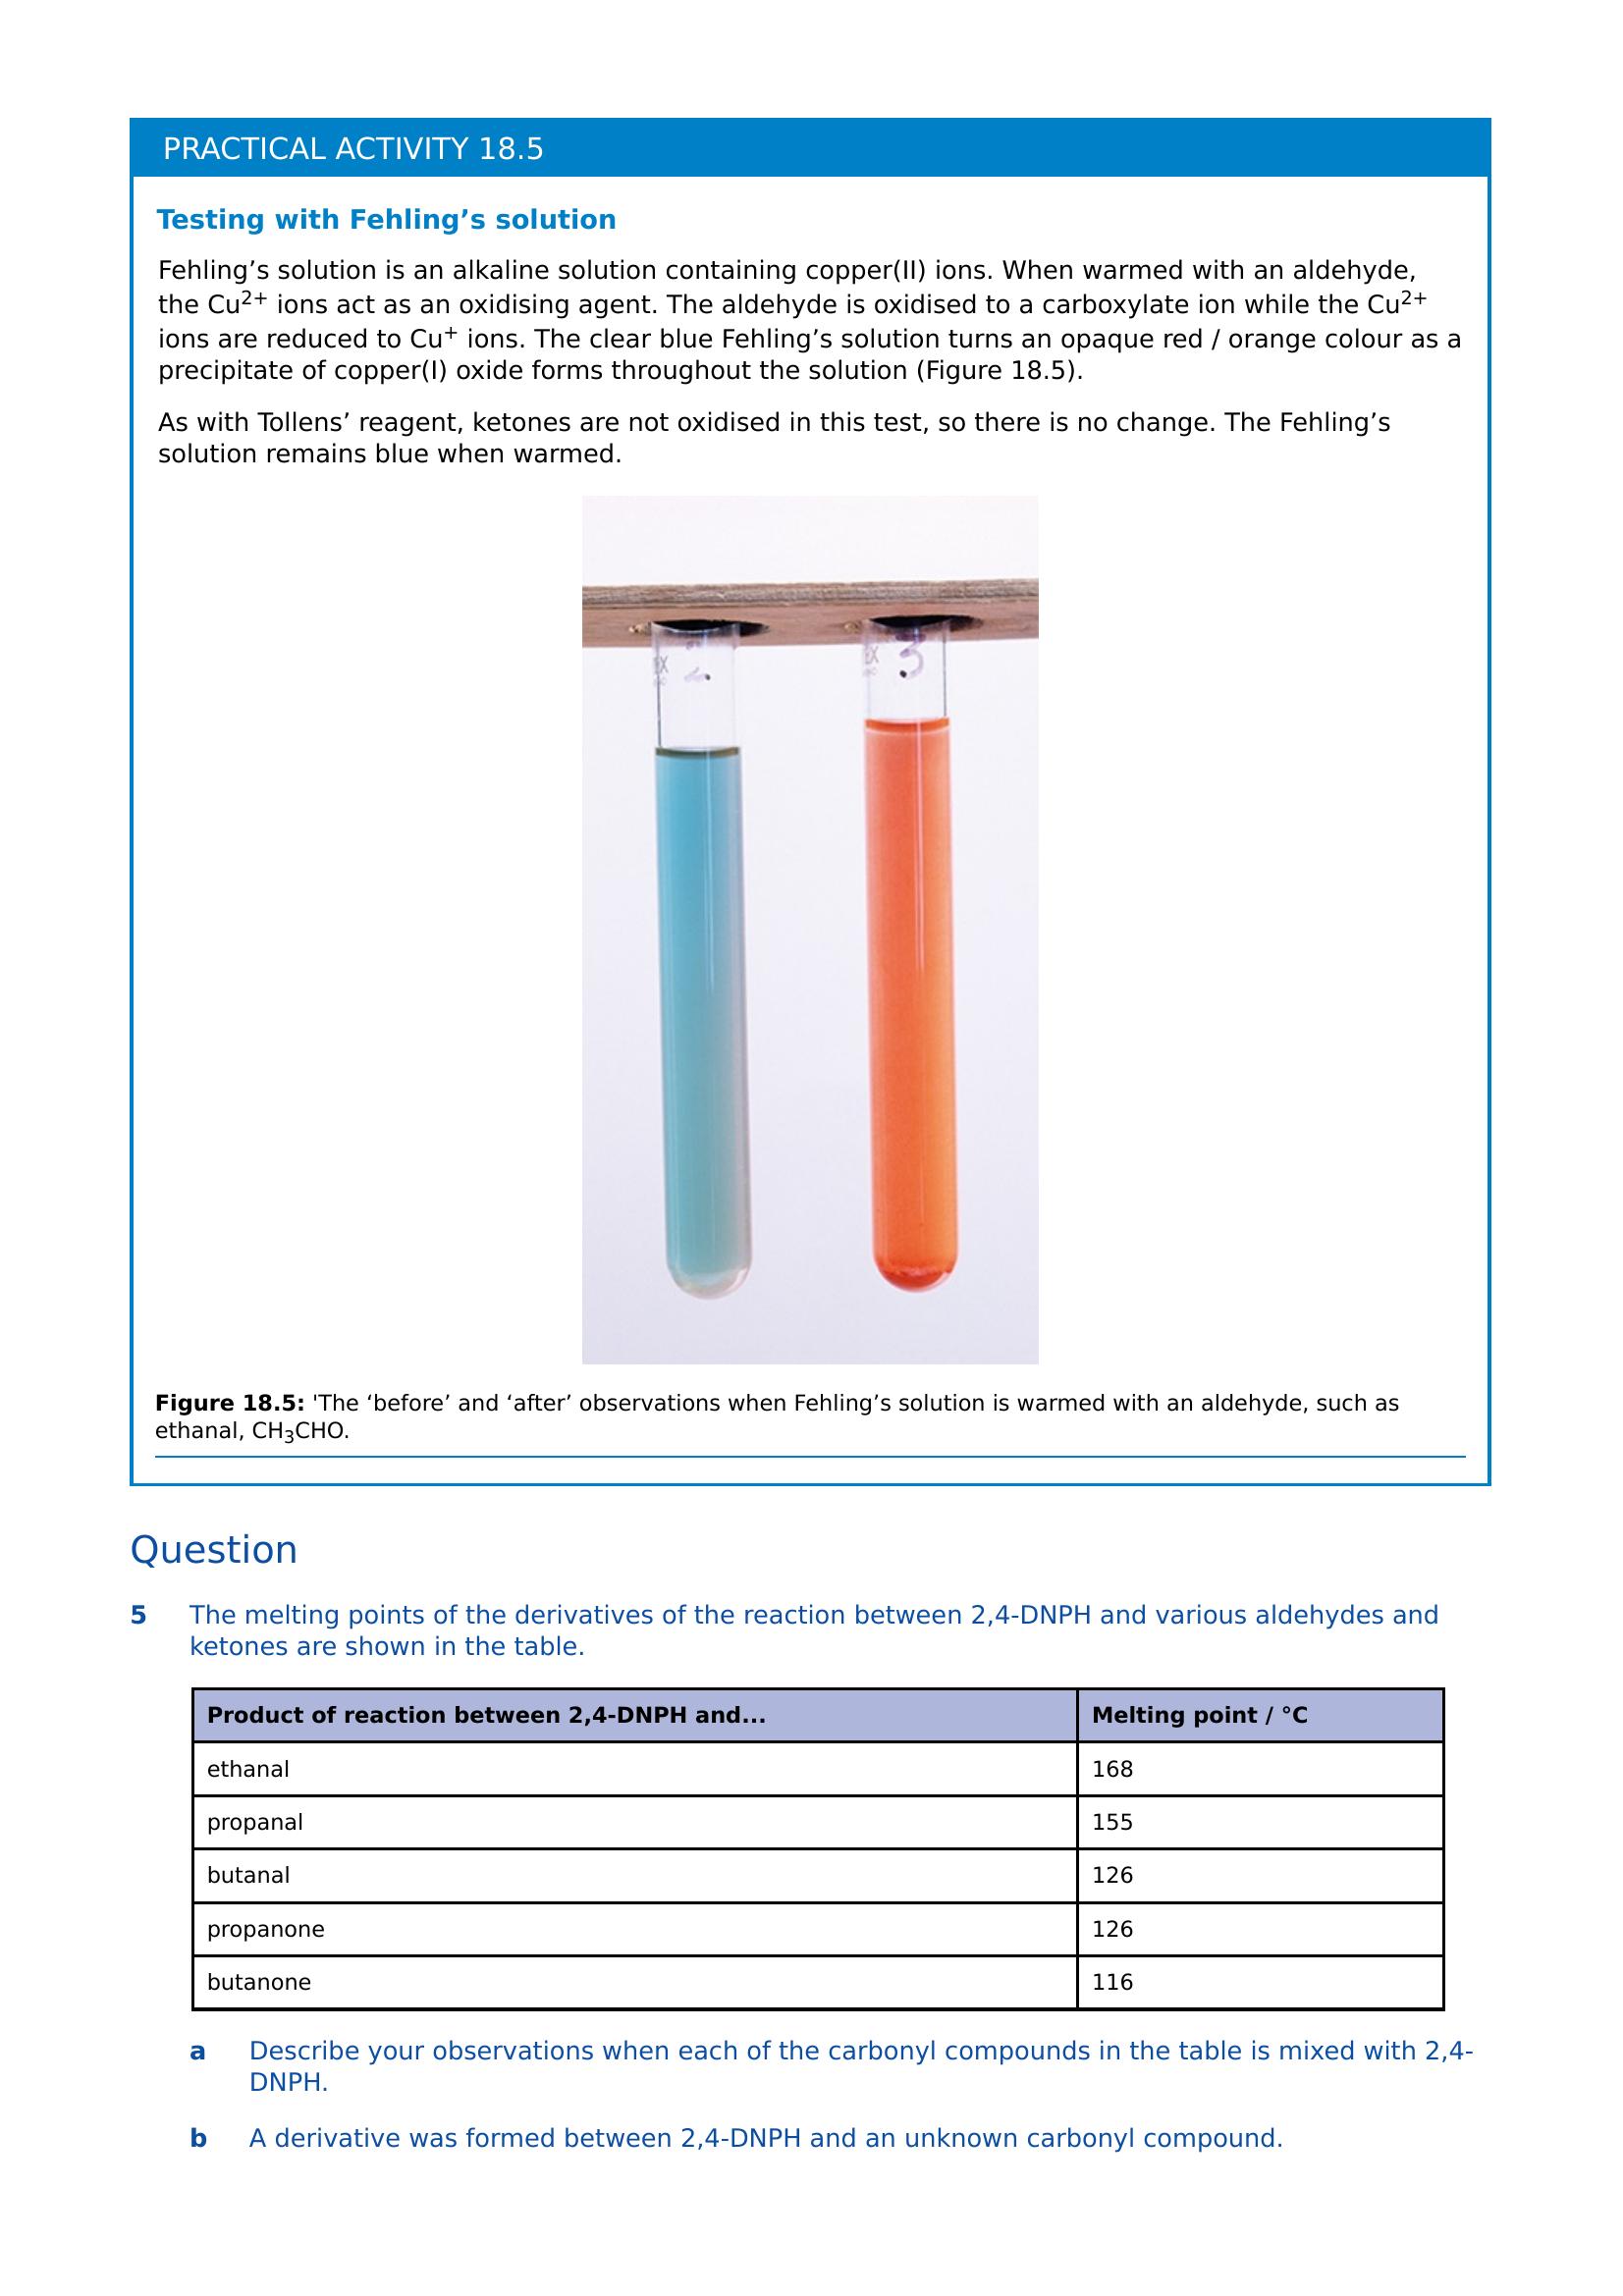 PRACTICAL ACTIVITY 18.5
Testing with Fehling’s solution
Fehling’s solution is an alkaline solution containing copper(II) ions. When warmed with an aldehyde,
the Cu2+ ions act as an oxidising agent. The aldehyde is oxidised to a carboxylate ion while the Cu2+
ions are reduced to Cu+ ions. The clear blue Fehling’s solution turns an opaque red / orange colour as a
precipitate of copper(I) oxide forms throughout the solution (Figure 18.5).
As with Tollens’ reagent, ketones are not oxidised in this test, so there is no change. The Fehling’s
solution remains blue when warmed.
3
Figure 18.5: 'The ‘before’ and ‘after’ observations when Fehling’s solution is warmed with an aldehyde, such as
ethanal, CH3CHO.
Question
5 The melting points of the derivatives of the reaction between 2,4-DNPH and various aldehydes and
ketones are shown in the table.
Product of reaction between 2,4-DNPH and... Melting point / °C
ethanal 168
propanal 155
butanal 126
propanone 126
butanone 116
a Describe your observations when each of the carbonyl compounds in the table is mixed with 2,4-
DNPH.
b A derivative was formed between 2,4-DNPH and an unknown carbonyl compound.